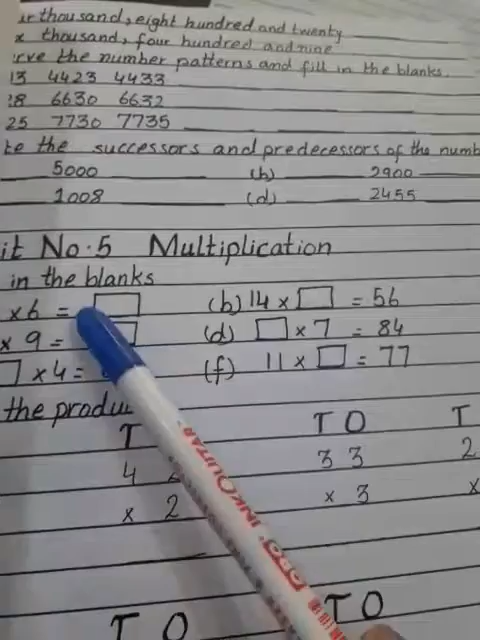 thousand, eight hundred and twenty
thousand, four hundred and nine
the number patterns and fill in the blanks.
13 4423 4433
28 6630 6632
25 7730 7735
the successors and predecessors of the numb
5000 (b) 2900
1008 (d) 2455
it No.5 Multiplication
in the blanks
x6 = □ (b) 14 x □ = 56
x 9 = (d) □ x 7 = 84
x 4 = (f) 11 x □ = 77
the produ
T T O T
4 3 3 2
x 2 x 3 x
INKQUITAR
T O T O